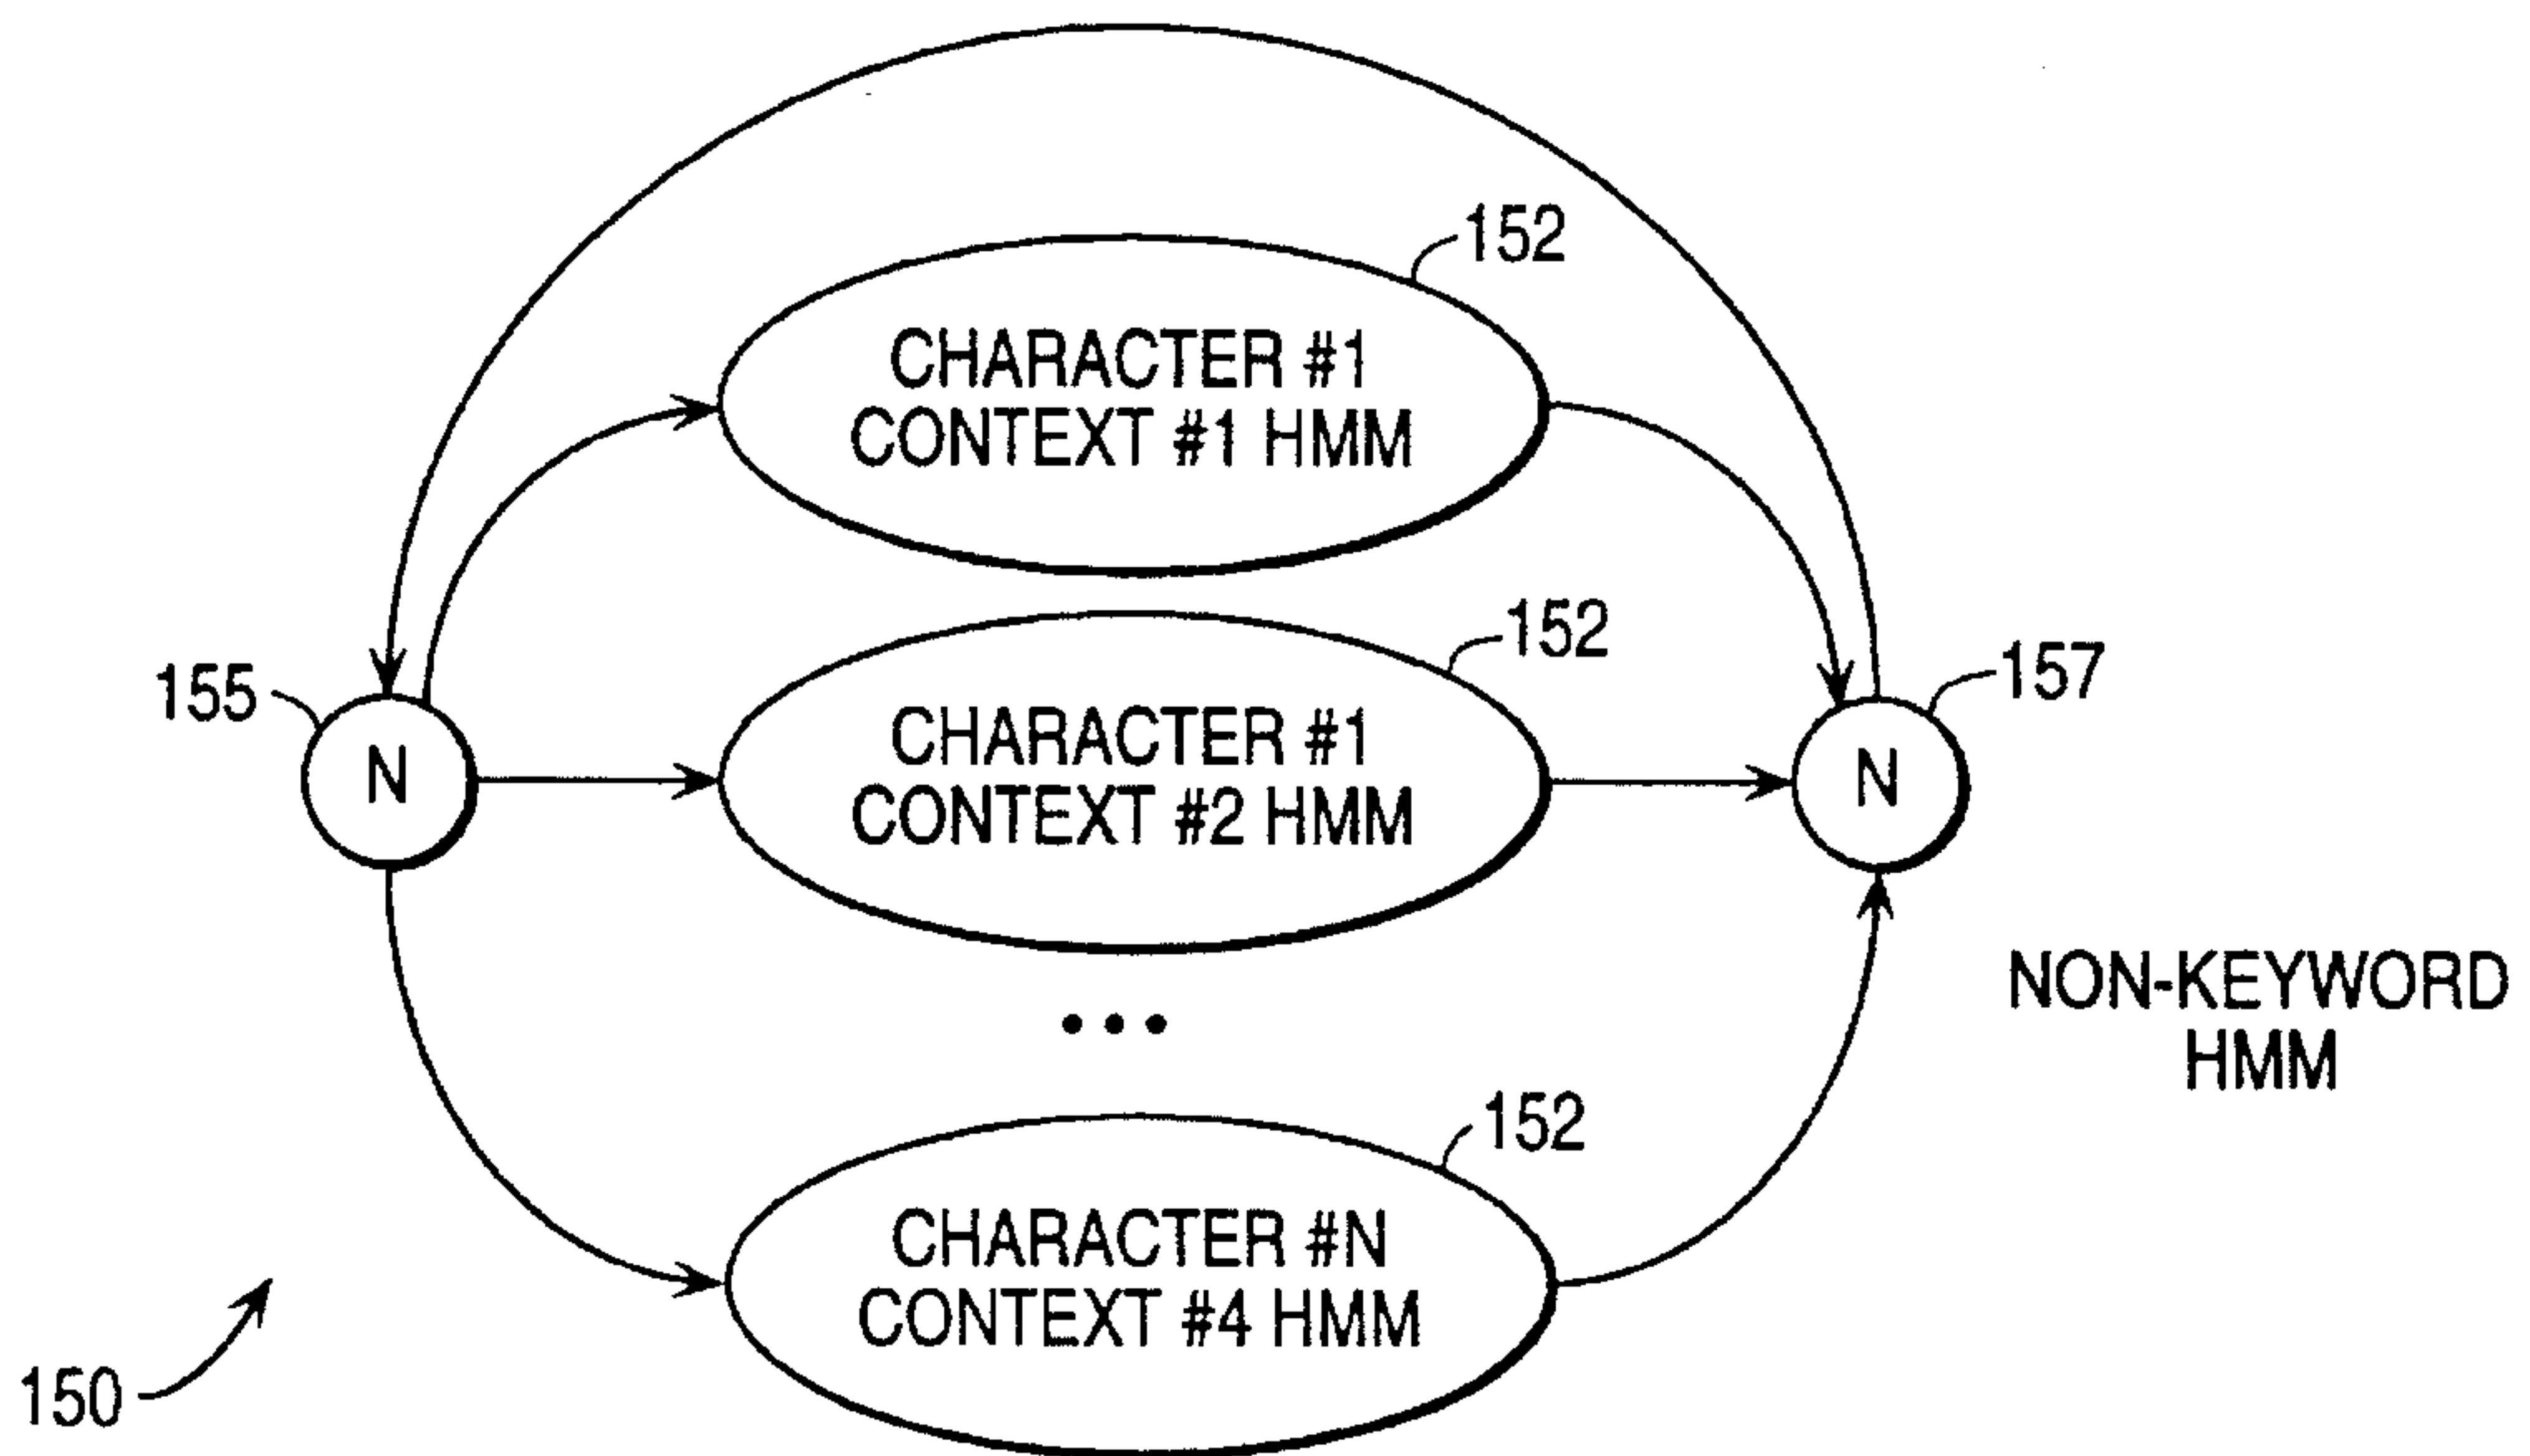 152
CHARACTER #1
CONTEXT #1 HMM
152
155
157
N
CHARACTER #1
CONTEXT #2 HMM
N
NON-KEYWORD
HMM
152
CHARACTER #N
CONTEXT #4 HMM
150